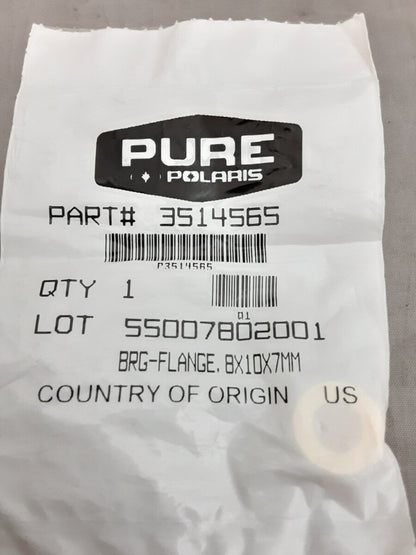 PURE
POLARIS
PART# 3514565
P3514565
QTY 1
01
LOT 55007802001
BRG-FLANGE, 8X10X7MM
COUNTRY OF ORIGIN US